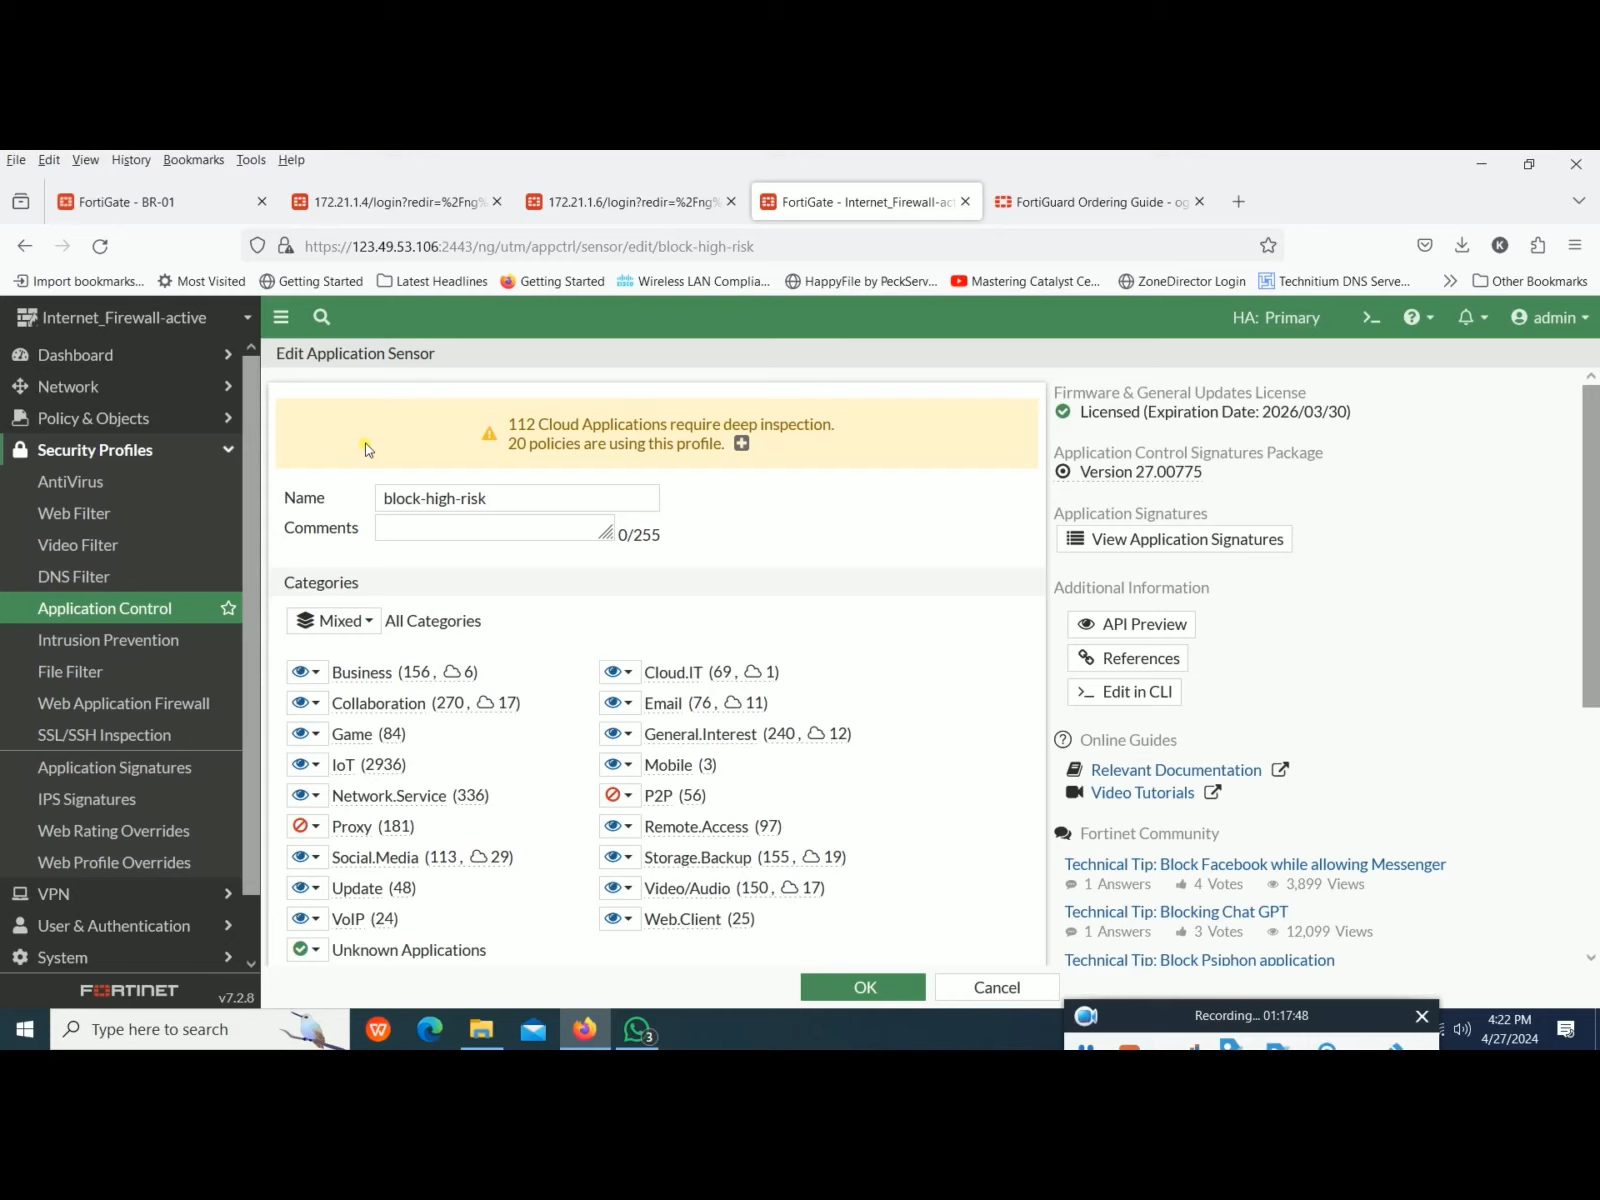 File Edit View History Bookmarks Tools Help
FortiGate - BR-01
172.21.1.4/login?redir=%2Fng%
172.21.1.6/login?redir=%2Fng%
FortiGate - Internet_Firewall-act
FortiGuard Ordering Guide - og
https://123.49.53.106:2443/ng/utm/appctrl/sensor/edit/block-high-risk
K
Import bookmarks... Most Visited Getting Started Latest Headlines Getting Started Wireless LAN Complia... HappyFile by PeckServ... Mastering Catalyst Ce... ZoneDirector Login Technitium DNS Serve... Other Bookmarks
Internet_Firewall-active
HA: Primary
>_
admin
Dashboard
Network
Policy & Objects
Security Profiles
AntiVirus
Web Filter
Video Filter
DNS Filter
Application Control
Intrusion Prevention
File Filter
Web Application Firewall
SSL/SSH Inspection
Application Signatures
IPS Signatures
Web Rating Overrides
Web Profile Overrides
VPN
User & Authentication
System
FORTINET v7.2.8
Edit Application Sensor
112 Cloud Applications require deep inspection.
20 policies are using this profile.
Name block-high-risk
Comments 0/255
Categories
Mixed All Categories
Business (156, 6) Cloud.IT (69, 1)
Collaboration (270, 17) Email (76, 11)
Game (84) General.Interest (240, 12)
IoT (2936) Mobile (3)
Network.Service (336) P2P (56)
Proxy (181) Remote.Access (97)
Social.Media (113, 29) Storage.Backup (155, 19)
Update (48) Video/Audio (150, 17)
VoIP (24) Web.Client (25)
Unknown Applications
OK Cancel
Firmware & General Updates License
Licensed (Expiration Date: 2026/03/30)
Application Control Signatures Package
Version 27.00775
Application Signatures
View Application Signatures
Additional Information
API Preview
References
>_ Edit in CLI
Online Guides
Relevant Documentation
Video Tutorials
Fortinet Community
Technical Tip: Block Facebook while allowing Messenger
1 Answers 4 Votes 3,899 Views
Technical Tip: Blocking Chat GPT
1 Answers 3 Votes 12,099 Views
Technical Tip: Block Psiphon application
Recording... 01:17:48
Type here to search
W
3
4:22 PM
4/27/2024